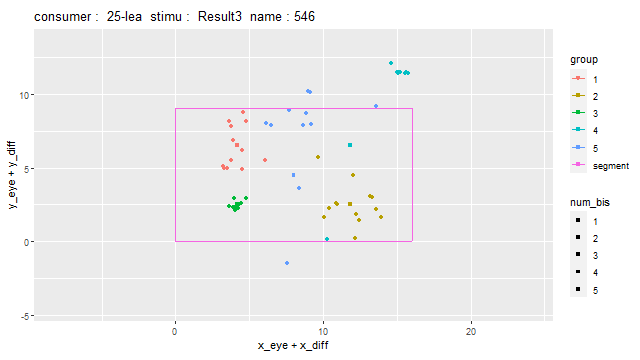 consumer : 25-lea stimu : Result3 name : 546
group
1
2
3
4
5
segment
num_bis
1
2
3
4
5
10
5
0
-5
y_eye + y_diff
0
10
20
x_eye + x_diff